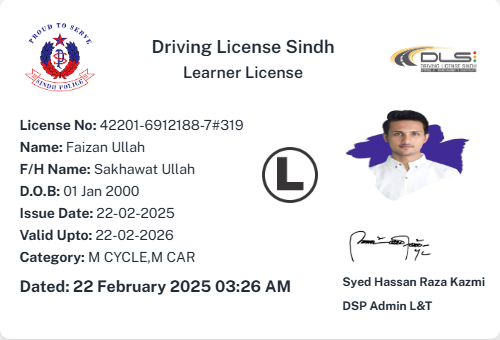 PROUD TO SERVE
SINDH POLICE
Driving License Sindh
Learner License
DLS
DRIVING LICENSE SINDH
License No: 42201-6912188-7#319
Name: Faizan Ullah
F/H Name: Sakhawat Ullah
D.O.B: 01 Jan 2000
Issue Date: 22-02-2025
Valid Upto: 22-02-2026
Category: M CYCLE,M CAR
L
Dated: 22 February 2025 03:26 AM
Syed Hassan Raza Kazmi
DSP Admin L&T